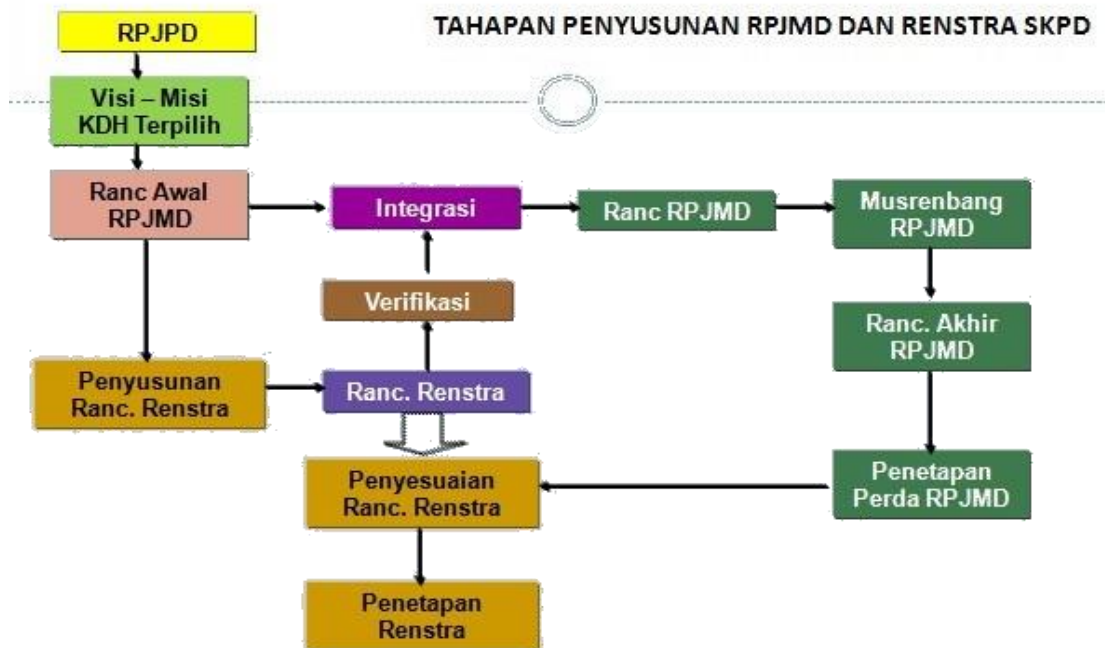 TAHAPAN PENYUSUNAN RPJMD DAN RENSTRA SKPD
RPJPD
Visi – Misi
KDH Terpilih
Ranc Awal
RPJMD
Integrasi
Ranc RPJMD
Musrenbang
RPJMD
Verifikasi
Ranc. Akhir
RPJMD
Penyusunan
Ranc. Renstra
Ranc. Renstra
Penyesuaian
Ranc. Renstra
Penetapan
Perda RPJMD
Penetapan
Renstra